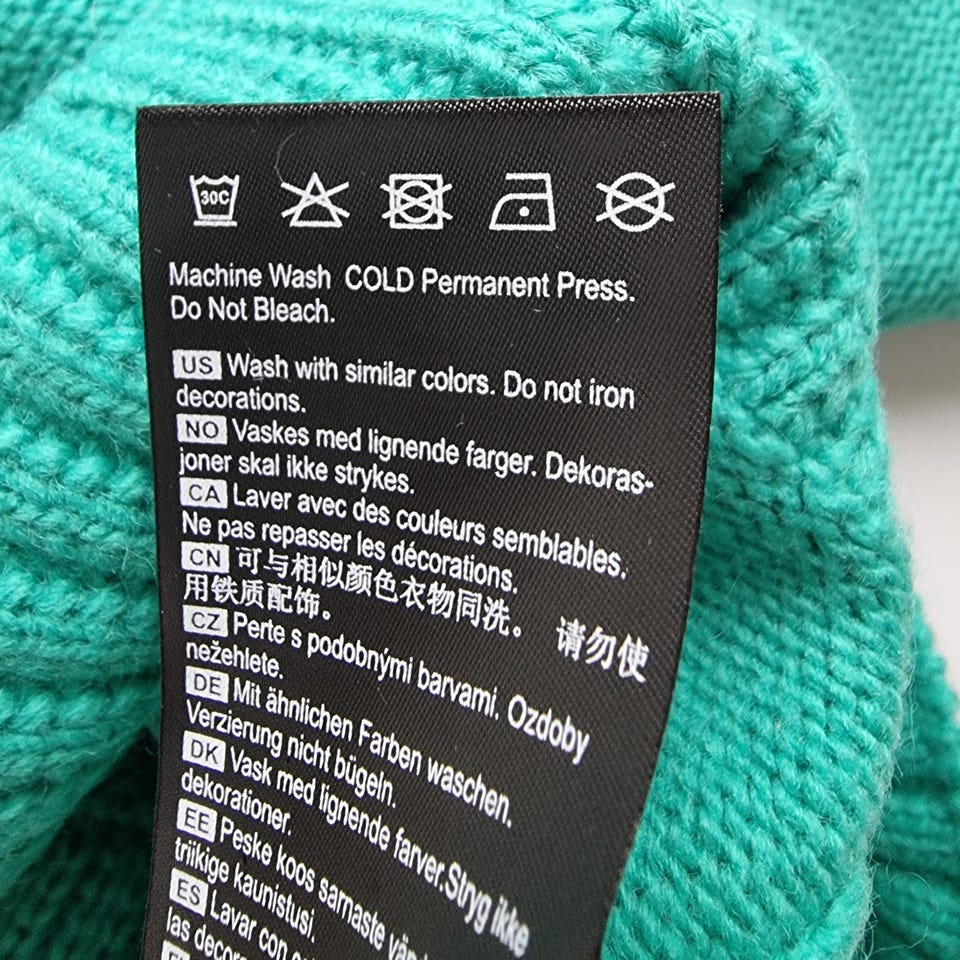 30C
Machine Wash COLD Permanent Press.
Do Not Bleach.
US Wash with similar colors. Do not iron
decorations.
NO Vaskes med lignende farger. Dekoras-
joner skal ikke strykes.
CA Laver avec des couleurs semblables.
Ne pas repasser les décorations.
CN 可与相似颜色衣物同洗。 请勿使
用铁质配饰。
CZ Perte s podobnými barvami. Ozdoby
nežehlete.
DE Mit ähnlichen Farben waschen.
Verzierung nicht bügeln.
DK Vask med lignende farver.Stryg ikke
dekorationer.
EE Peske koos sarnaste
triikige kaunistusi.
ES Lavar con
las